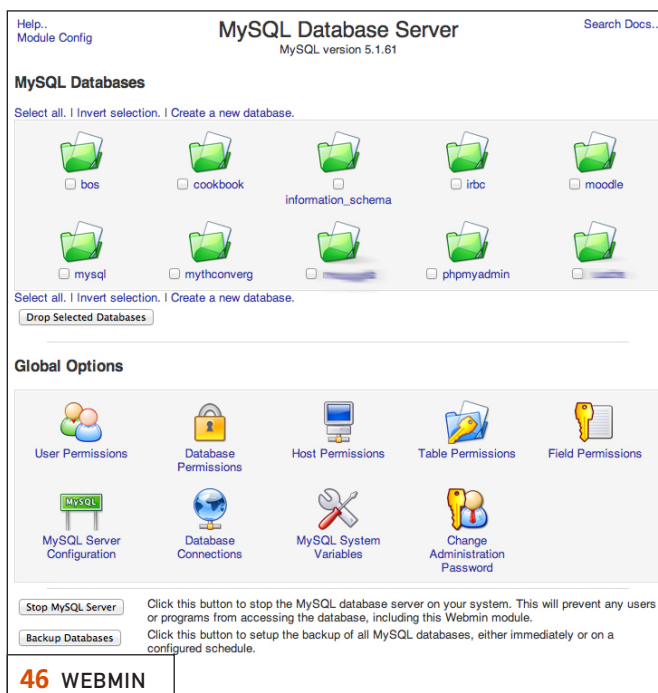 Help..
Module Config
MySQL Database Server
MySQL version 5.1.61
Search Docs..
MySQL Databases
Select all. | Invert selection. | Create a new database.
bos
cookbook
information_schema
irbc
moodle
mysql
mythconverg
phpmyadmin
Select all. | Invert selection. | Create a new database.
Drop Selected Databases
Global Options
User Permissions
Database
Permissions
Host Permissions
Table Permissions
Field Permissions
MySQL
MySQL Server
Configuration
Database
Connections
MySQL System
Variables
Change
Administration
Password
Stop MySQL Server
Click this button to stop the MySQL database server on your system. This will prevent any users
or programs from accessing the database, including this Webmin module.
Backup Databases
Click this button to setup the backup of all MySQL databases, either immediately or on a
configured schedule.
46 WEBMIN